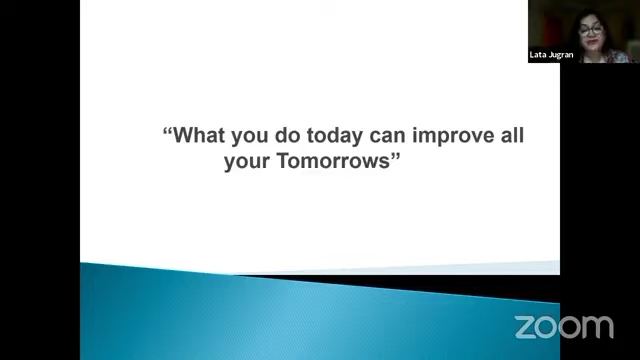 Lata Jugran
“What you do today can improve all
your Tomorrows”
zoom